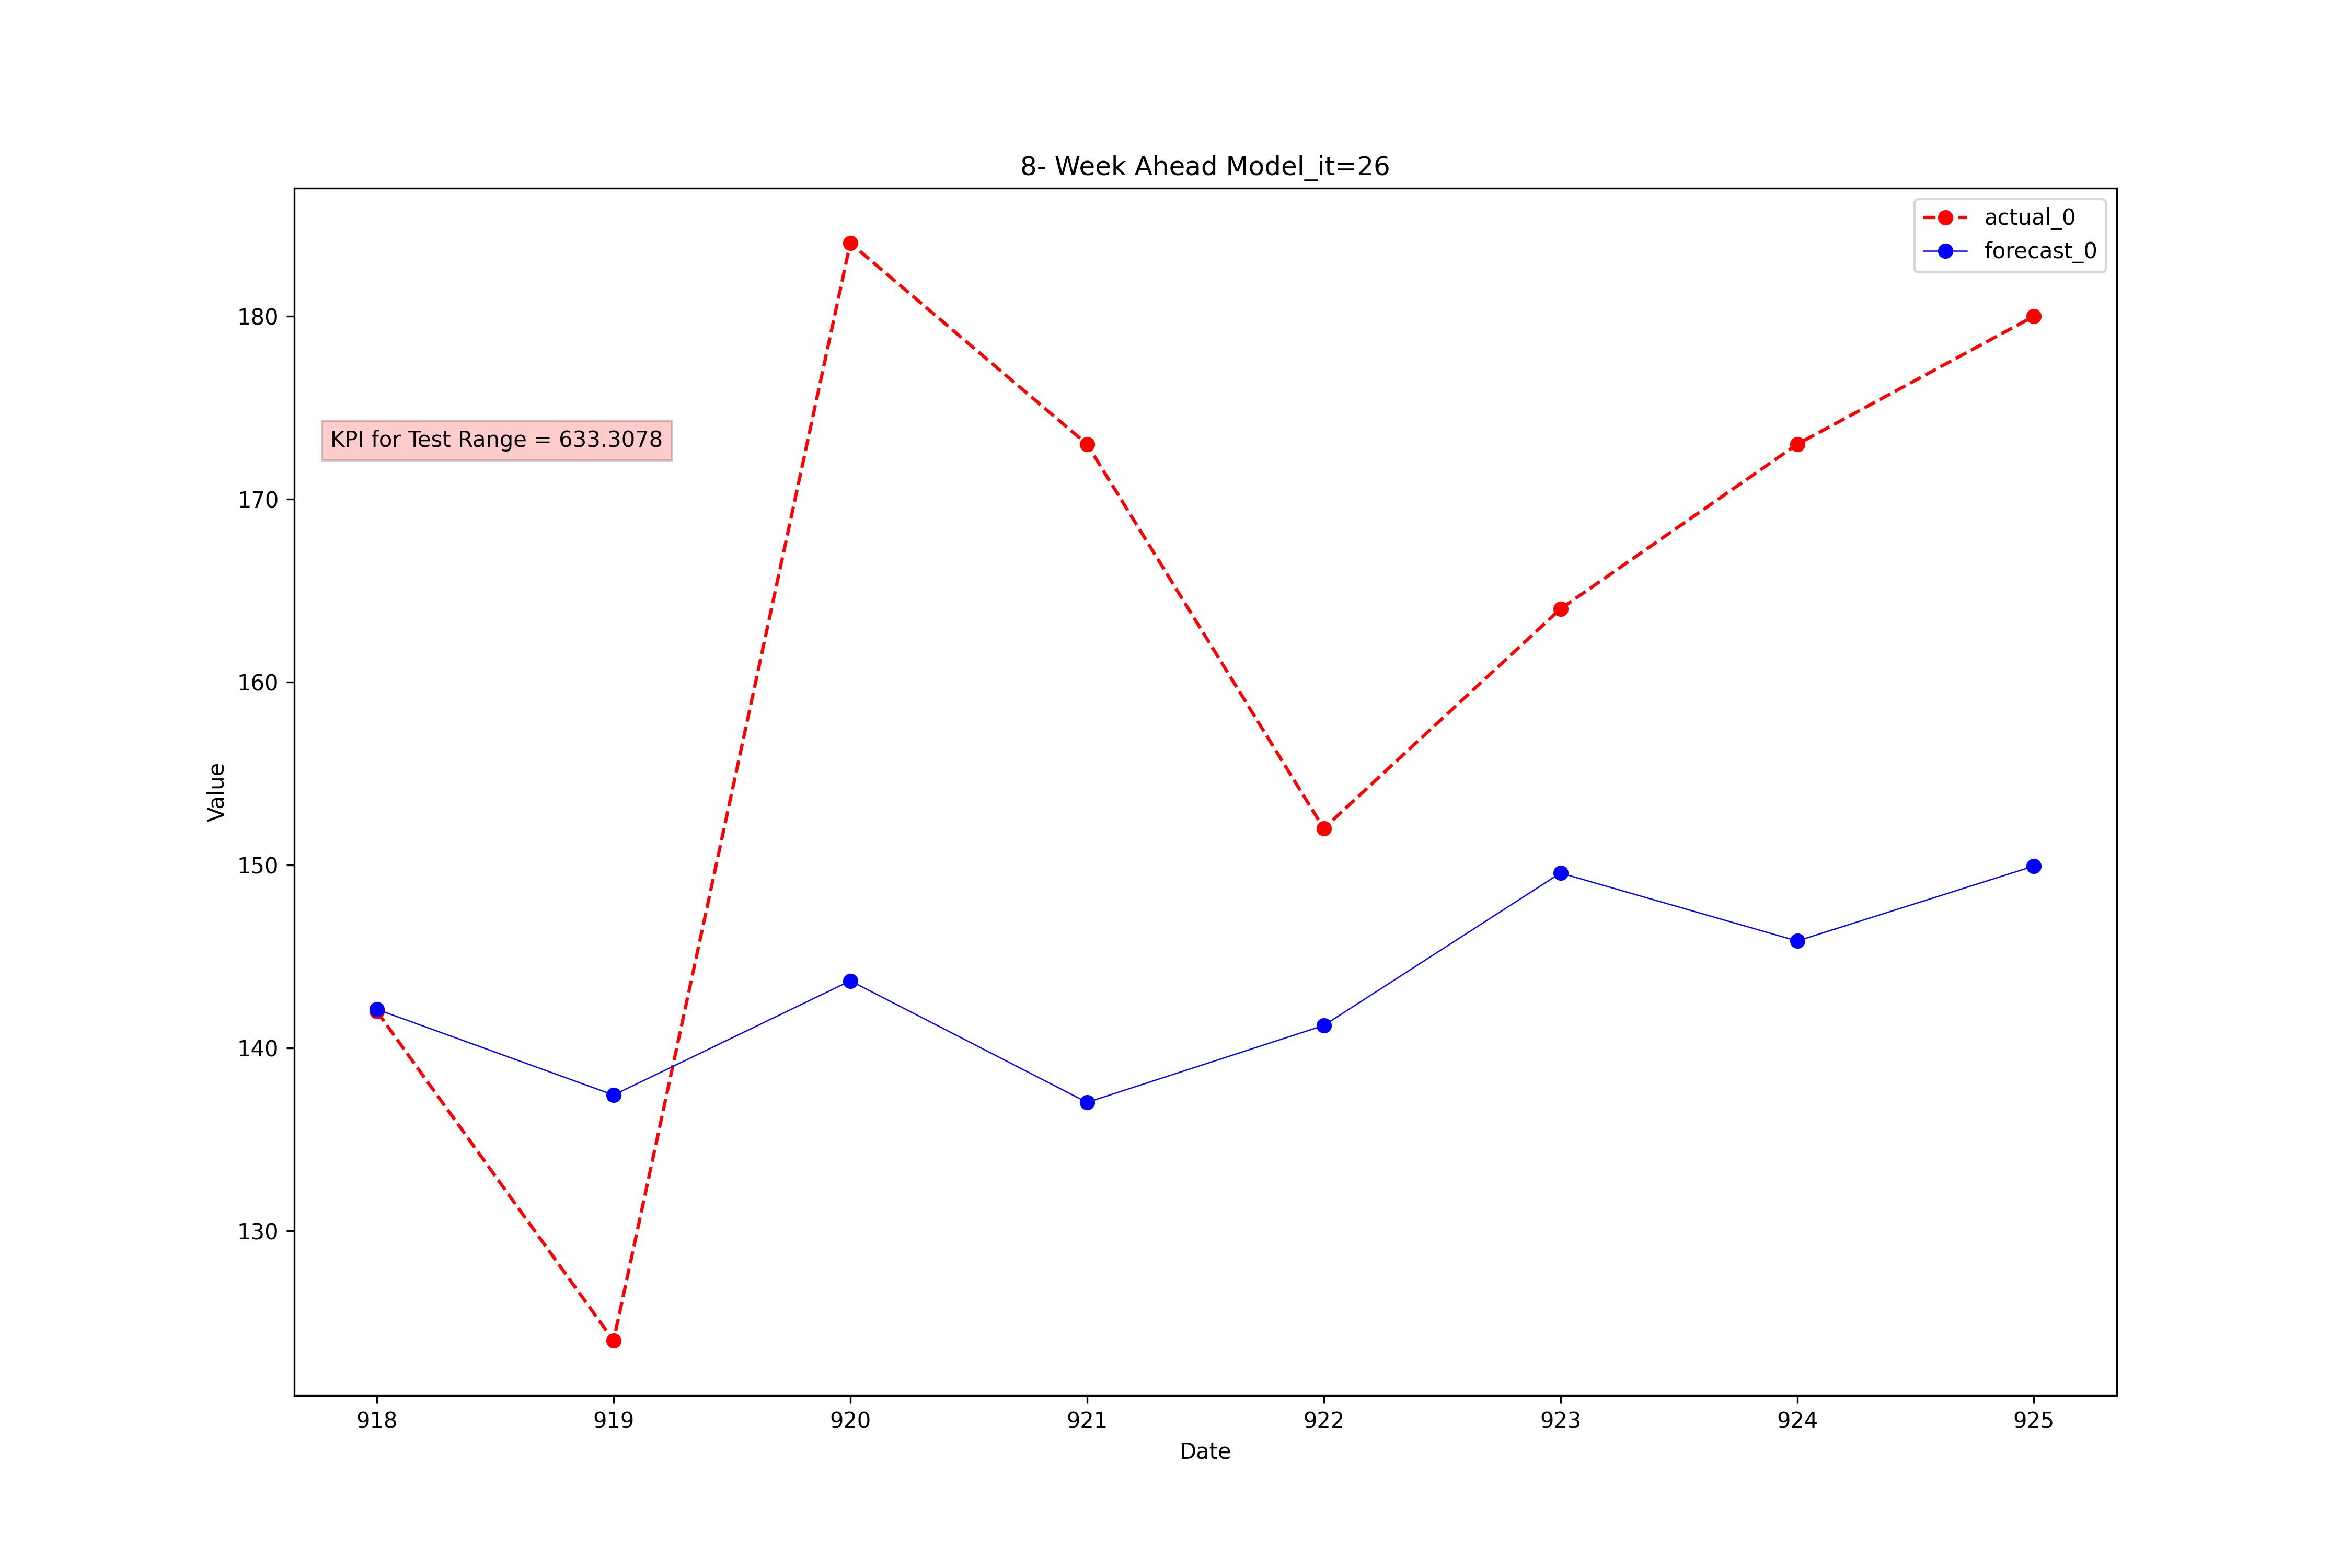 8- Week Ahead Model_it=26
actual_0
forecast_0
KPI for Test Range = 633.3078
Value
180
170
160
150
140
130
918 919 920 921 922 923 924 925
Date